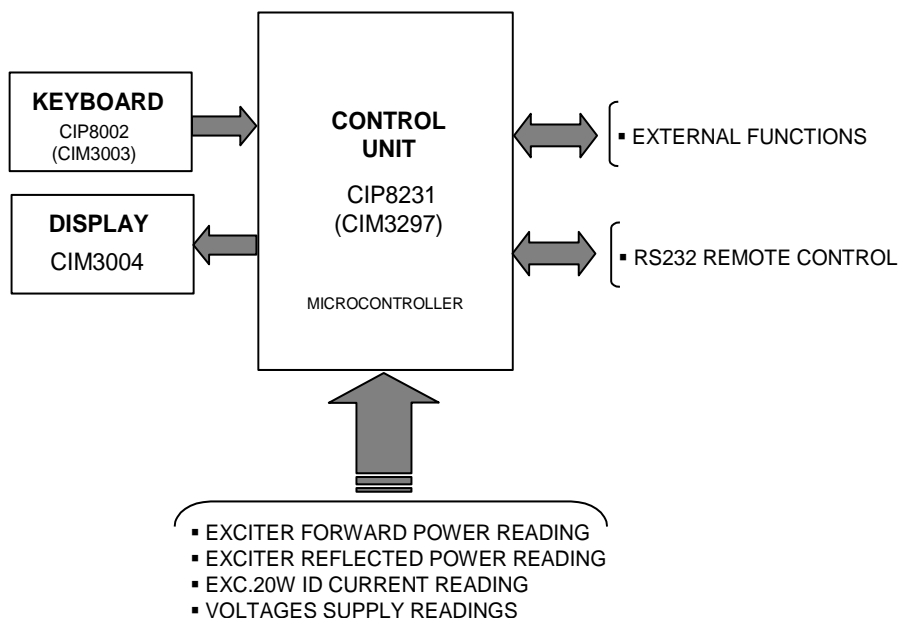 KEYBOARD
CIP8002
(CIM3003)
DISPLAY
CIM3004
CONTROL
UNIT
CIP8231
(CIM3297)
MICROCONTROLLER
▪ EXTERNAL FUNCTIONS
▪ RS232 REMOTE CONTROL
▪ EXCITER FORWARD POWER READING
▪ EXCITER REFLECTED POWER READING
▪ EXC.20W ID CURRENT READING
▪ VOLTAGES SUPPLY READINGS